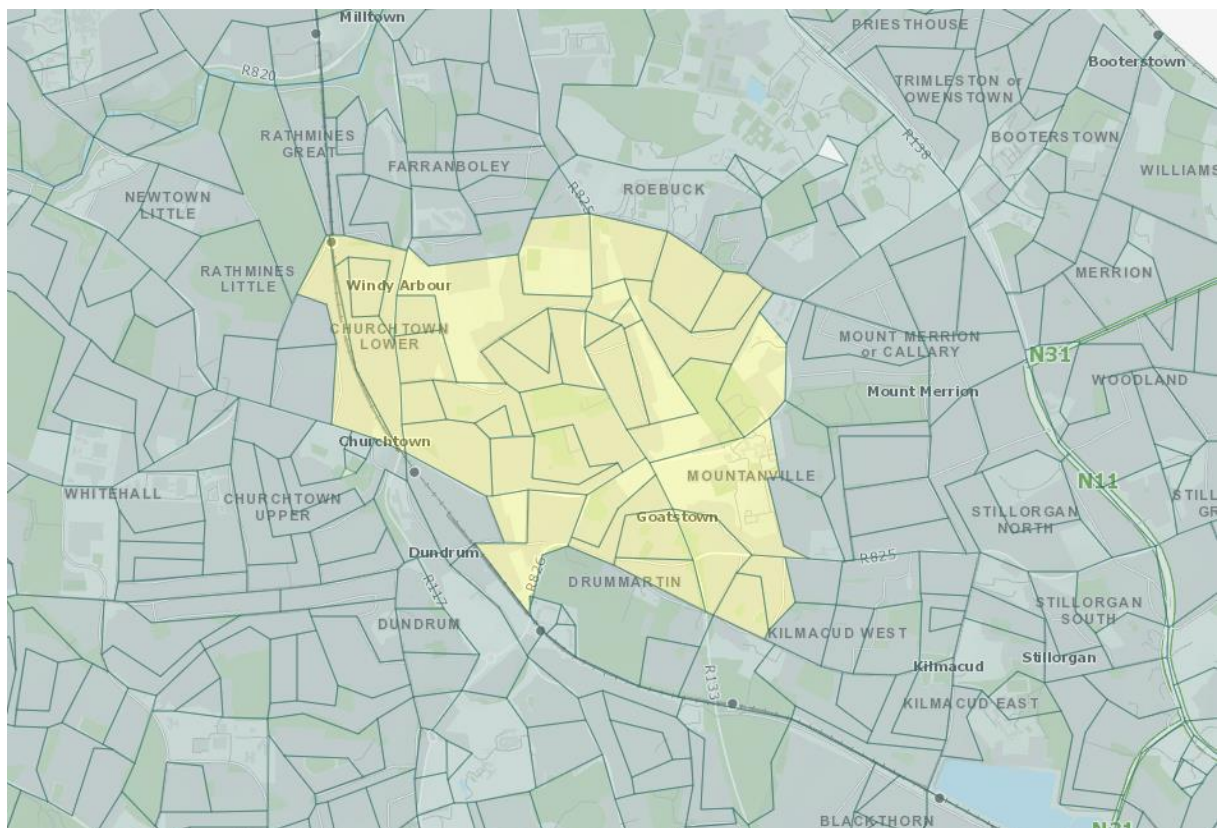 Milltown
PRIESTHOUSE
Booterstown
R820
TRIMLESTON or
OWENSTOWN
RATHMINES
GREAT
R138
BOOTERSTOWN
FARRANBOLEY
WILLIAMS
NEWTOWN
LITTLE
R825
ROEBUCK
RATHMINES
LITTLE
MERRION
Windy Arbour
CHURCHTOWN
LOWER
MOUNT MERRION
or CALLARY
N31
WOODLAND
Mount Merrion
Churchtown
MOUNTANVILLE
N11
WHITEHALL
CHURCHTOWN
UPPER
STILL
GR
Goatstown
STILLORGAN
NORTH
Dundrum
R825
R826
DRUMMARTIN
R117
STILLORGAN
SOUTH
DUNDRUM
KILMACUD WEST
Stillorgan
Kilmacud
R133
KILMACUD EAST
BLACKTHORN
N31